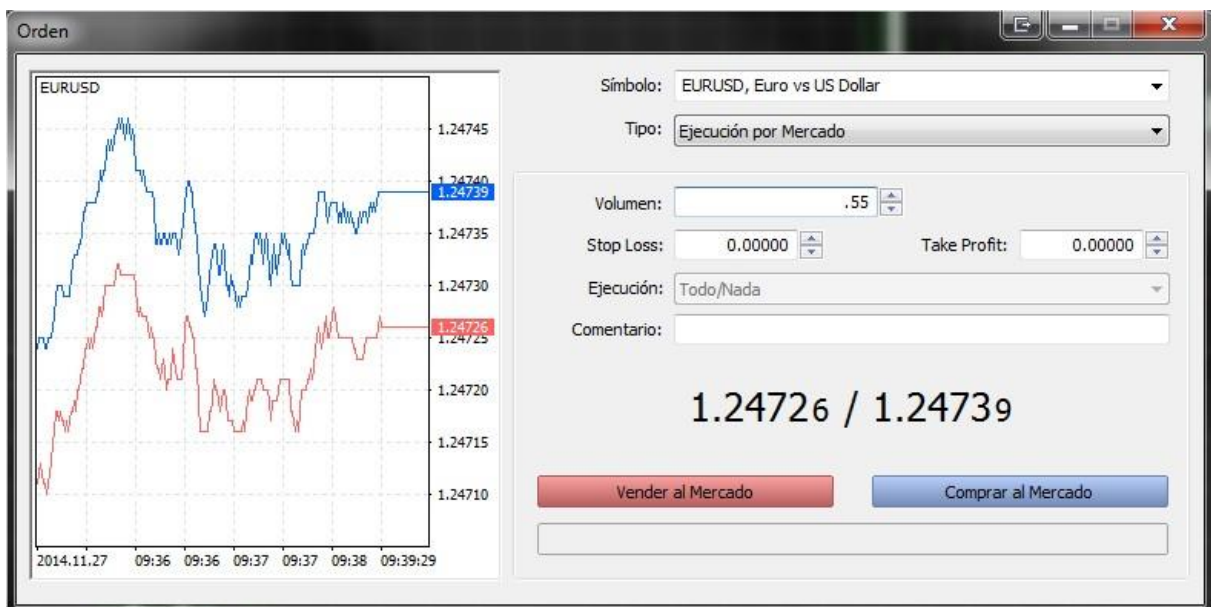 Orden
EURUSD
1.24745
1.24740
1.24739
1.24735
1.24730
1.24726
1.24725
1.24720
1.24715
1.24710
2014.11.27 09:36 09:36 09:37 09:37 09:38 09:39:29
Símbolo: EURUSD, Euro vs US Dollar
Tipo: Ejecución por Mercado
Volumen: .55
Stop Loss: 0.00000 Take Profit: 0.00000
Ejecución: Todo/Nada
Comentario:
1.24726 / 1.24739
Vender al Mercado Comprar al Mercado